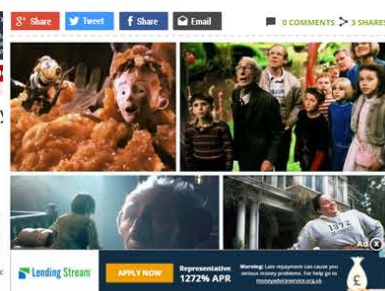 Share
Tweet
Share
Email
0 COMMENTS
3 SHARES
1972
Ad X
Lending Stream
APPLY NOW
Representative
1272% APR
Warning: Late repayment can cause you
serious money problems. For help go to
moneyadviceservice.org.uk
£